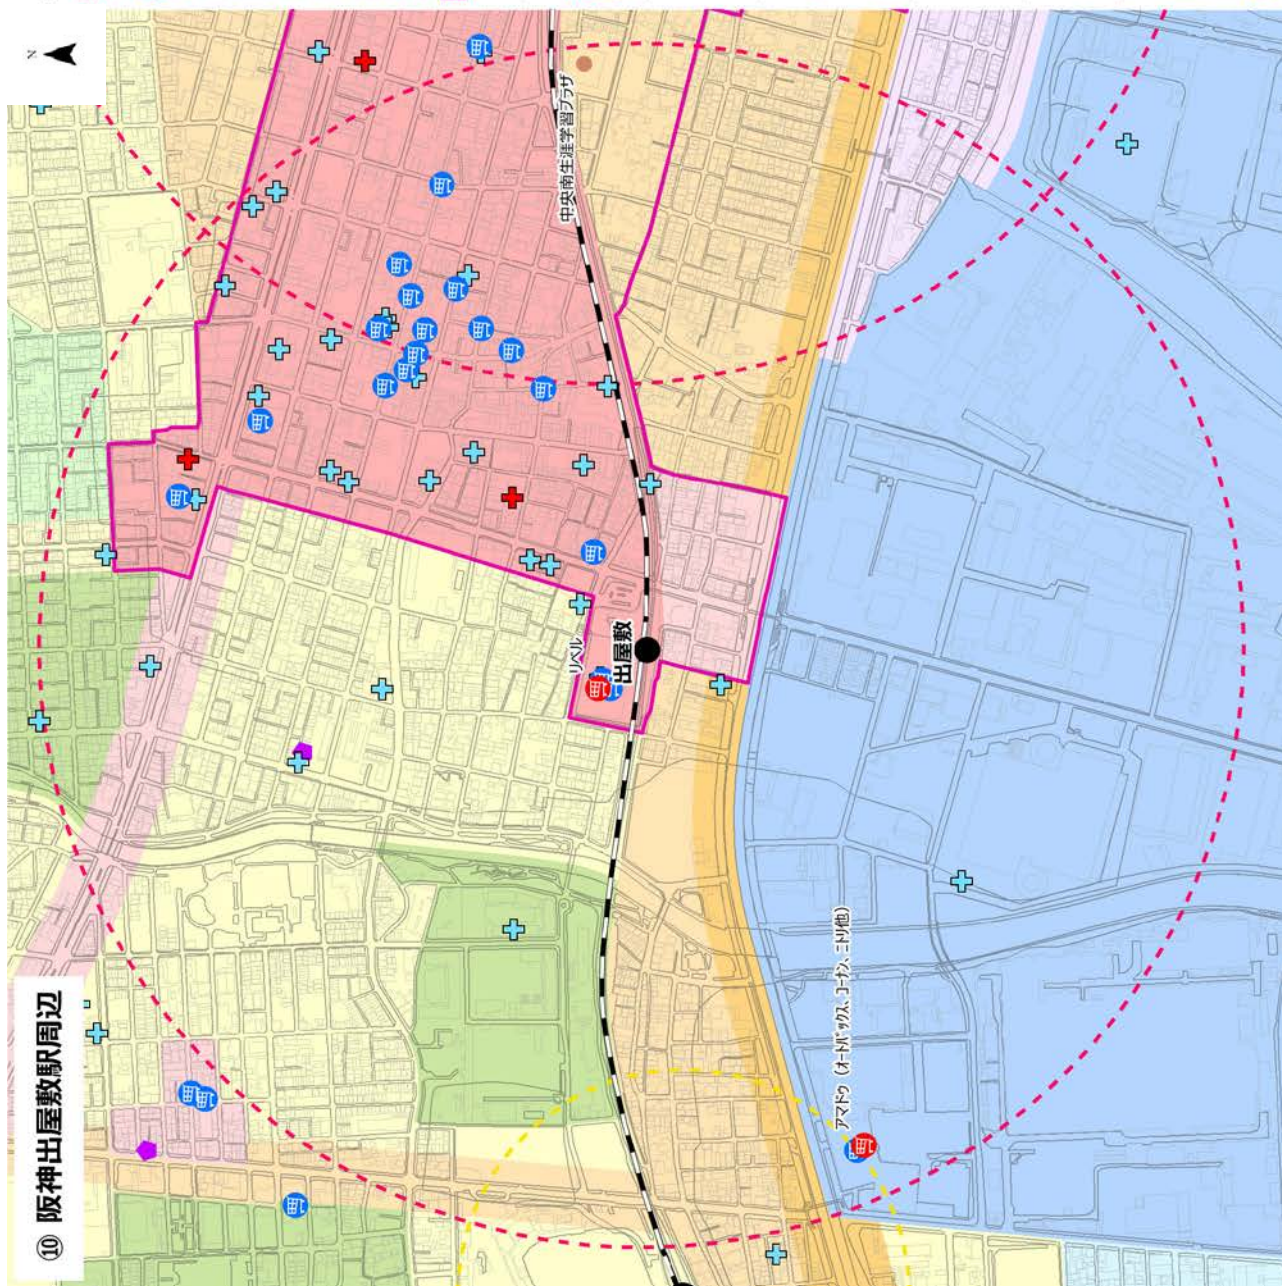 ⑩ 阪神出屋敷駅周辺
N
中央南生涯学習プラザ
リベル
出屋敷
アマドゥ (オートバックス、コーナン、ニトリ他)